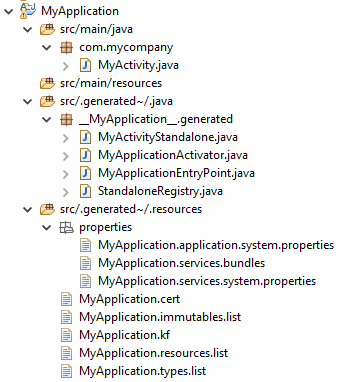 MyApplication
src/main/java
com.mycompany
MyActivity.java
src/main/resources
src/.generated~/.java
__MyApplication__.generated
MyActivityStandalone.java
MyApplicationActivator.java
MyApplicationEntryPoint.java
StandaloneRegistry.java
src/.generated~/.resources
properties
MyApplication.application.system.properties
MyApplication.services.bundles
MyApplication.services.system.properties
MyApplication.cert
MyApplication.immutables.list
MyApplication.kf
MyApplication.resources.list
MyApplication.types.list